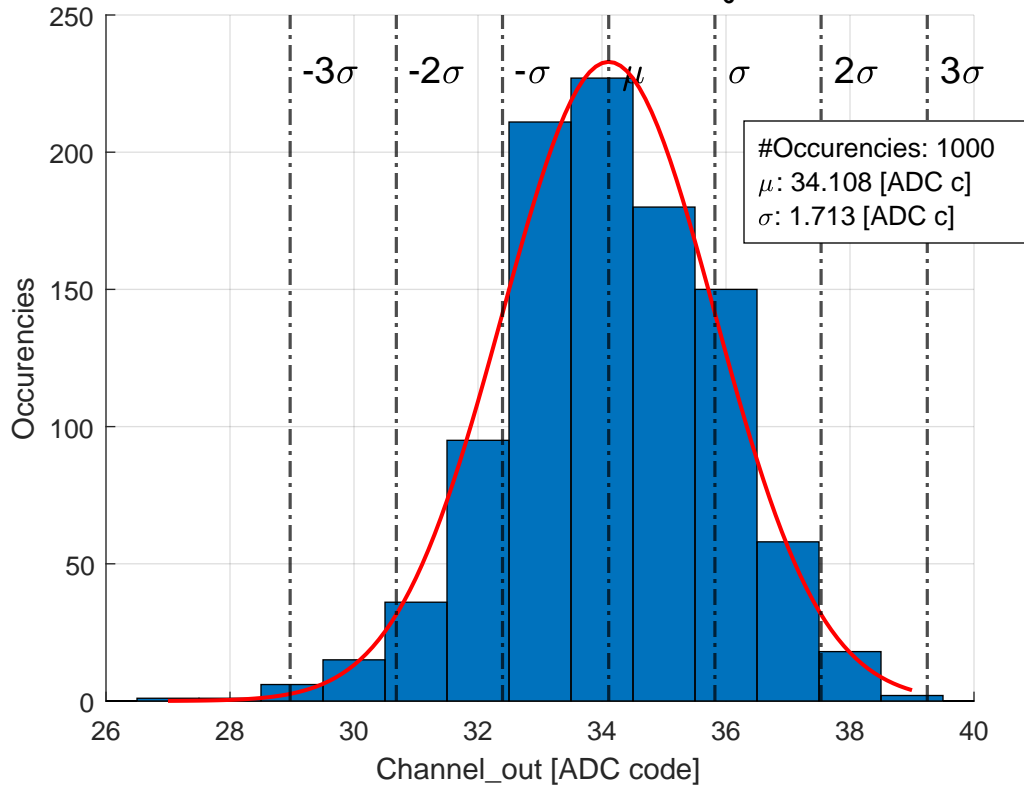 250
200
150
100
50
0
Occurencies
-3σ -2σ -σ μ σ 2σ 3σ
#Occurencies: 1000
μ: 34.108 [ADC c]
σ: 1.713 [ADC c]
26 28 30 32 34 36 38 40
Channel_out [ADC code]